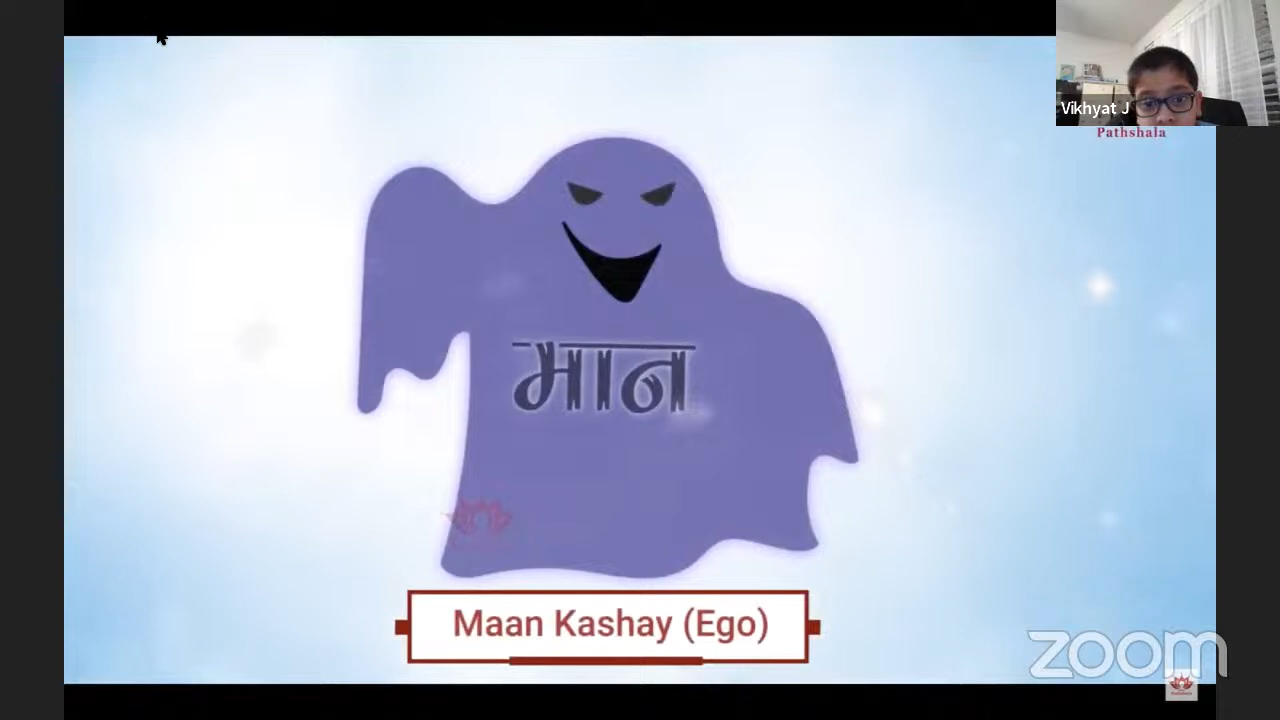 Vikhyat J
Pathshala
मान
Maan Kashay (Ego)
zoom